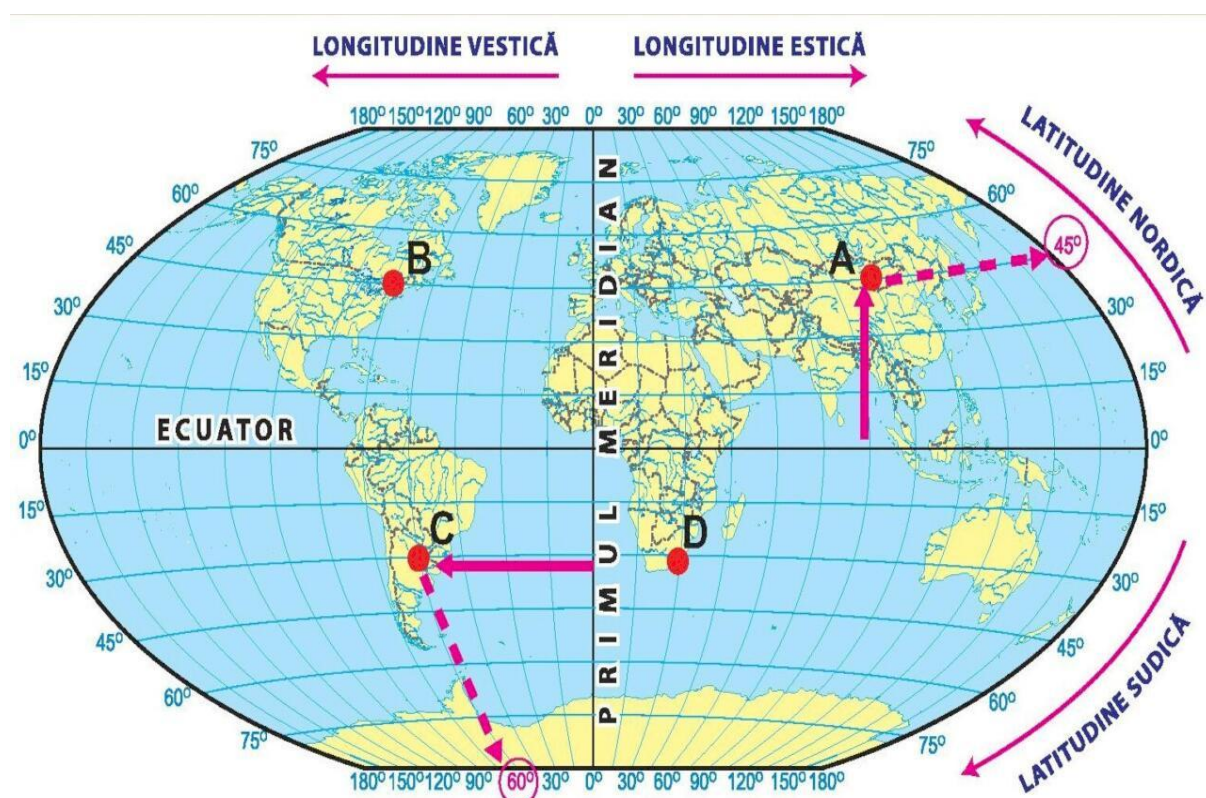 LONGITUDINE VESTICĂ LONGITUDINE ESTICĂ
180° 150° 120° 90° 60° 30° 0° 30° 60° 90° 120° 150° 180°
75° 75°
60° 60°
45° 45°
30° 30°
15° 15°
0° 0°
15° 15°
30° 30°
45° 45°
60° 60°
75° 75°
180° 150° 120° 90° 60° 30° 0° 30° 60° 90° 120° 150° 180°
LATITUDINE NORDICĂ
LATITUDINE SUDICĂ
PRIMUL MERIDIAN
ECUATOR
B
A
C
D